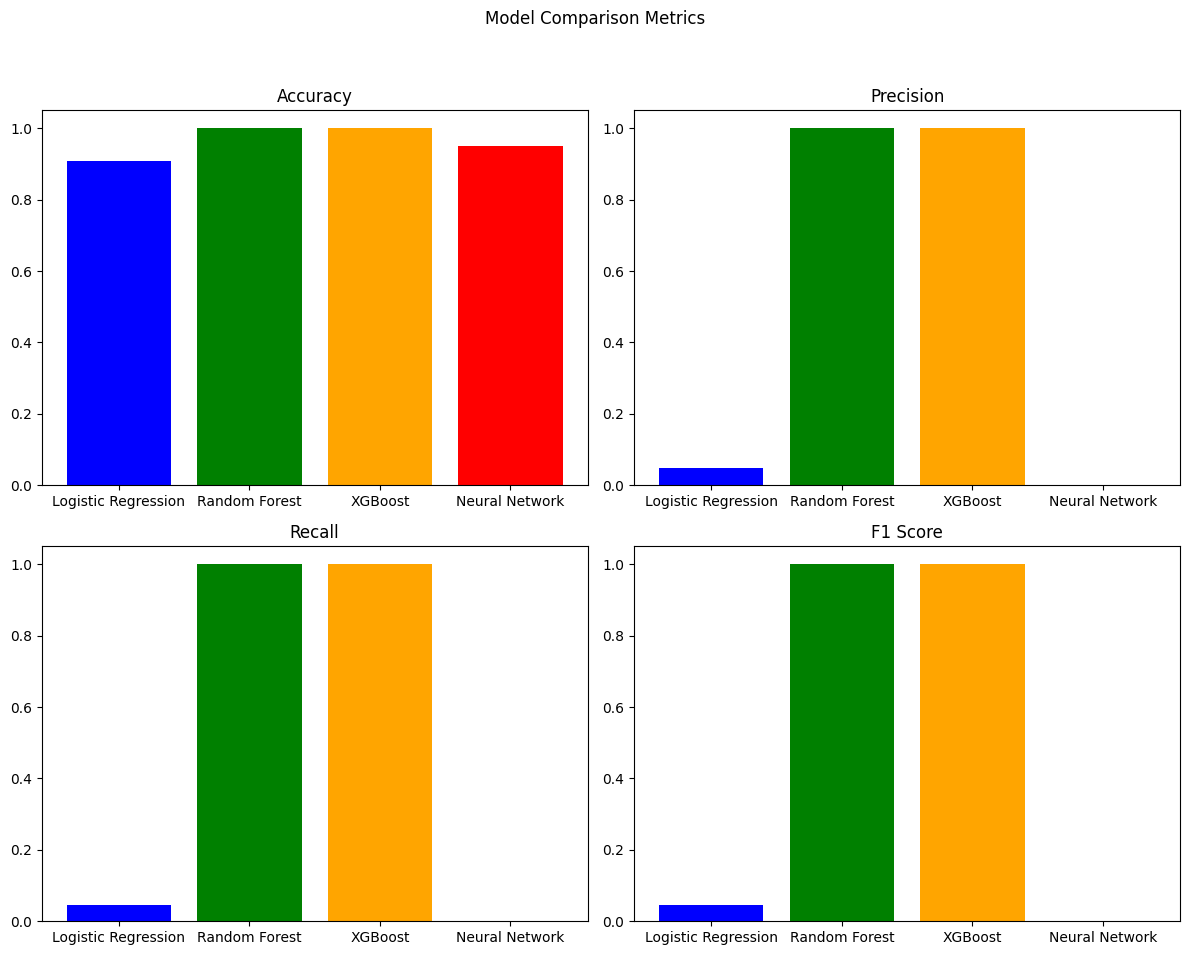 Model Comparison Metrics
Accuracy
1.0
0.8
0.6
0.4
0.2
0.0
Logistic Regression Random Forest XGBoost Neural Network
Precision
1.0
0.8
0.6
0.4
0.2
0.0
Logistic Regression Random Forest XGBoost Neural Network
Recall
1.0
0.8
0.6
0.4
0.2
0.0
Logistic Regression Random Forest XGBoost Neural Network
F1 Score
1.0
0.8
0.6
0.4
0.2
0.0
Logistic Regression Random Forest XGBoost Neural Network